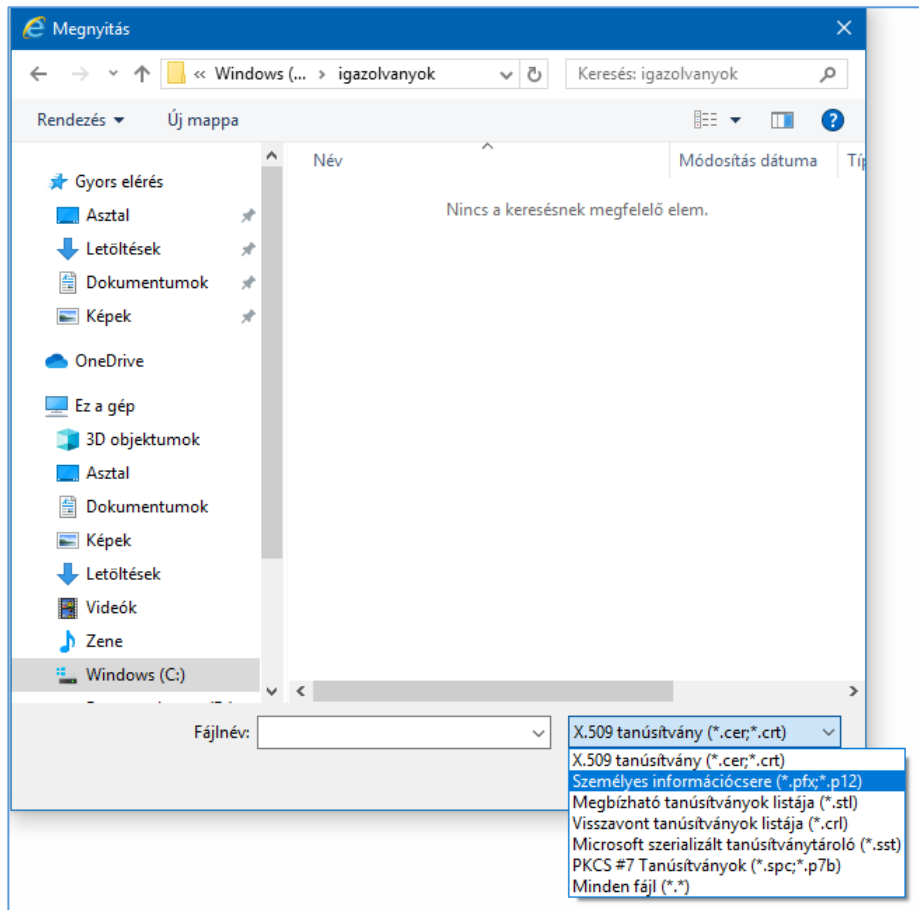 Megnyitás
« Windows (... › igazolvanyok
Keresés: igazolvanyok
Rendezés
Új mappa
Név
Módosítás dátuma
Típ
Nincs a keresésnek megfelelő elem.
Gyors elérés
Asztal
Letöltések
Dokumentumok
Képek
OneDrive
Ez a gép
3D objektumok
Asztal
Dokumentumok
Képek
Letöltések
Videók
Zene
Windows (C:)
Fájlnév:
X.509 tanúsítvány (*.cer;*.crt)
X.509 tanúsítvány (*.cer;*.crt)
Személyes információcsere (*.pfx;*.p12)
Megbízható tanúsítványok listája (*.stl)
Visszavont tanúsítványok listája (*.crl)
Microsoft szerializált tanúsítványtároló (*.sst)
PKCS #7 Tanúsítványok (*.spc;*.p7b)
Minden fájl (*.*)